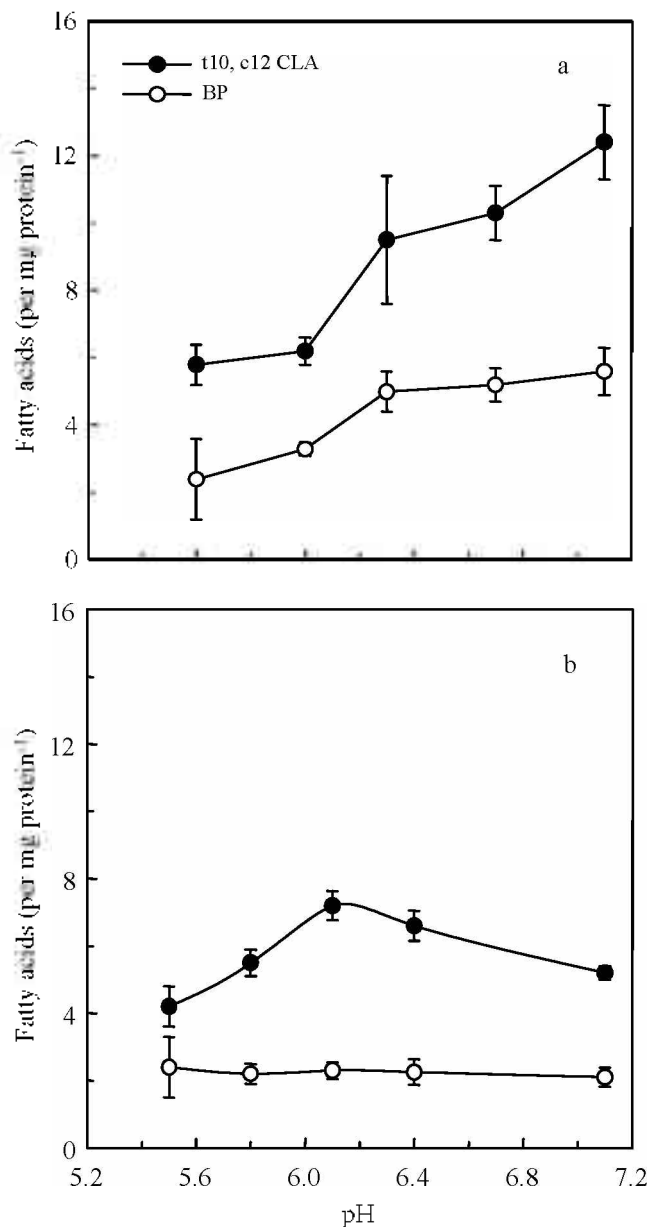 16
t10, c12 CLA
a
BP
12
8
4
0
Fatty acids (per mg protein⁻¹)
16
b
12
8
4
0
Fatty acids (per mg protein⁻¹)
5.2 5.6 6.0 6.4 6.8 7.2
pH